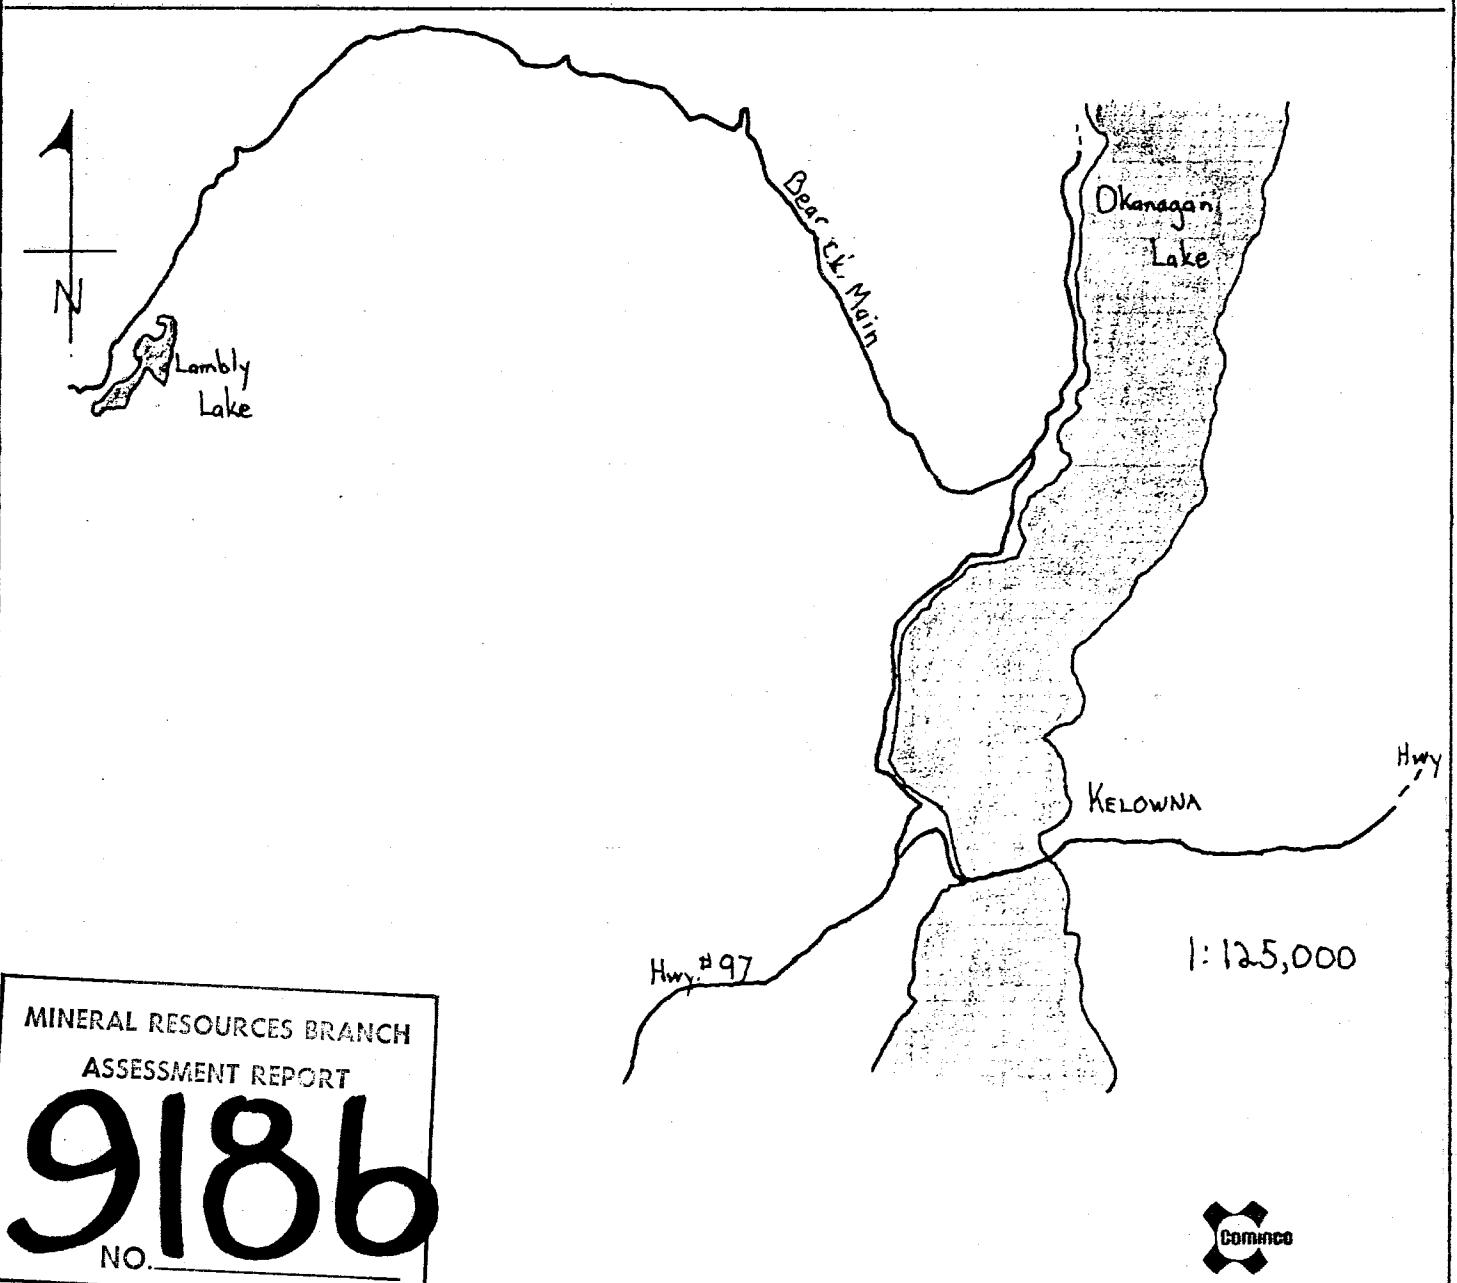 N
Lambly
Lake
Bear ck. Main
Okanagan
Lake
Hwy
KELOWNA
Hwy. #97
1: 125,000
MINERAL RESOURCES BRANCH
ASSESSMENT REPORT
9186
NO.
Cominco